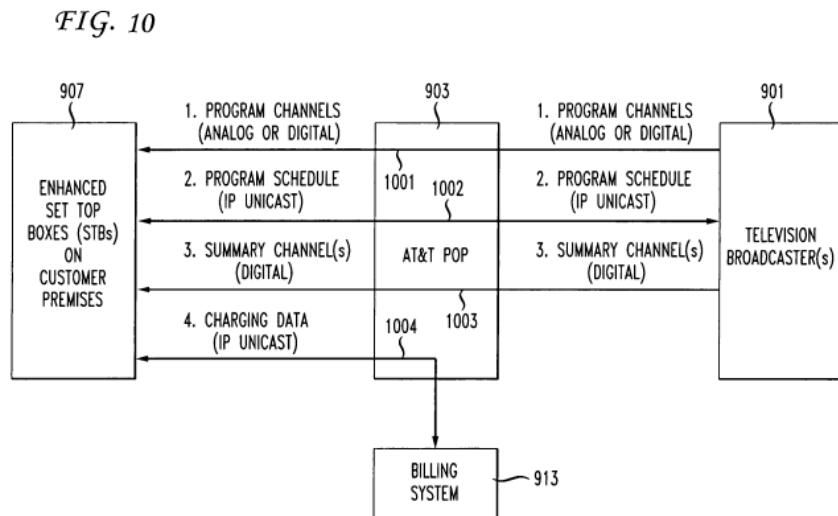 FIG. 10
907
903
901
1. PROGRAM CHANNELS
(ANALOG OR DIGITAL)
1. PROGRAM CHANNELS
(ANALOG OR DIGITAL)
1001
2. PROGRAM SCHEDULE
(IP UNICAST)
1002
2. PROGRAM SCHEDULE
(IP UNICAST)
ENHANCED
SET TOP
BOXES (STBs)
ON
CUSTOMER
PREMISES
3. SUMMARY CHANNEL(s)
(DIGITAL)
AT&T POP
3. SUMMARY CHANNEL(s)
(DIGITAL)
TELEVISION
BROADCASTER(s)
1003
4. CHARGING DATA
(IP UNICAST)
1004
BILLING
SYSTEM
913